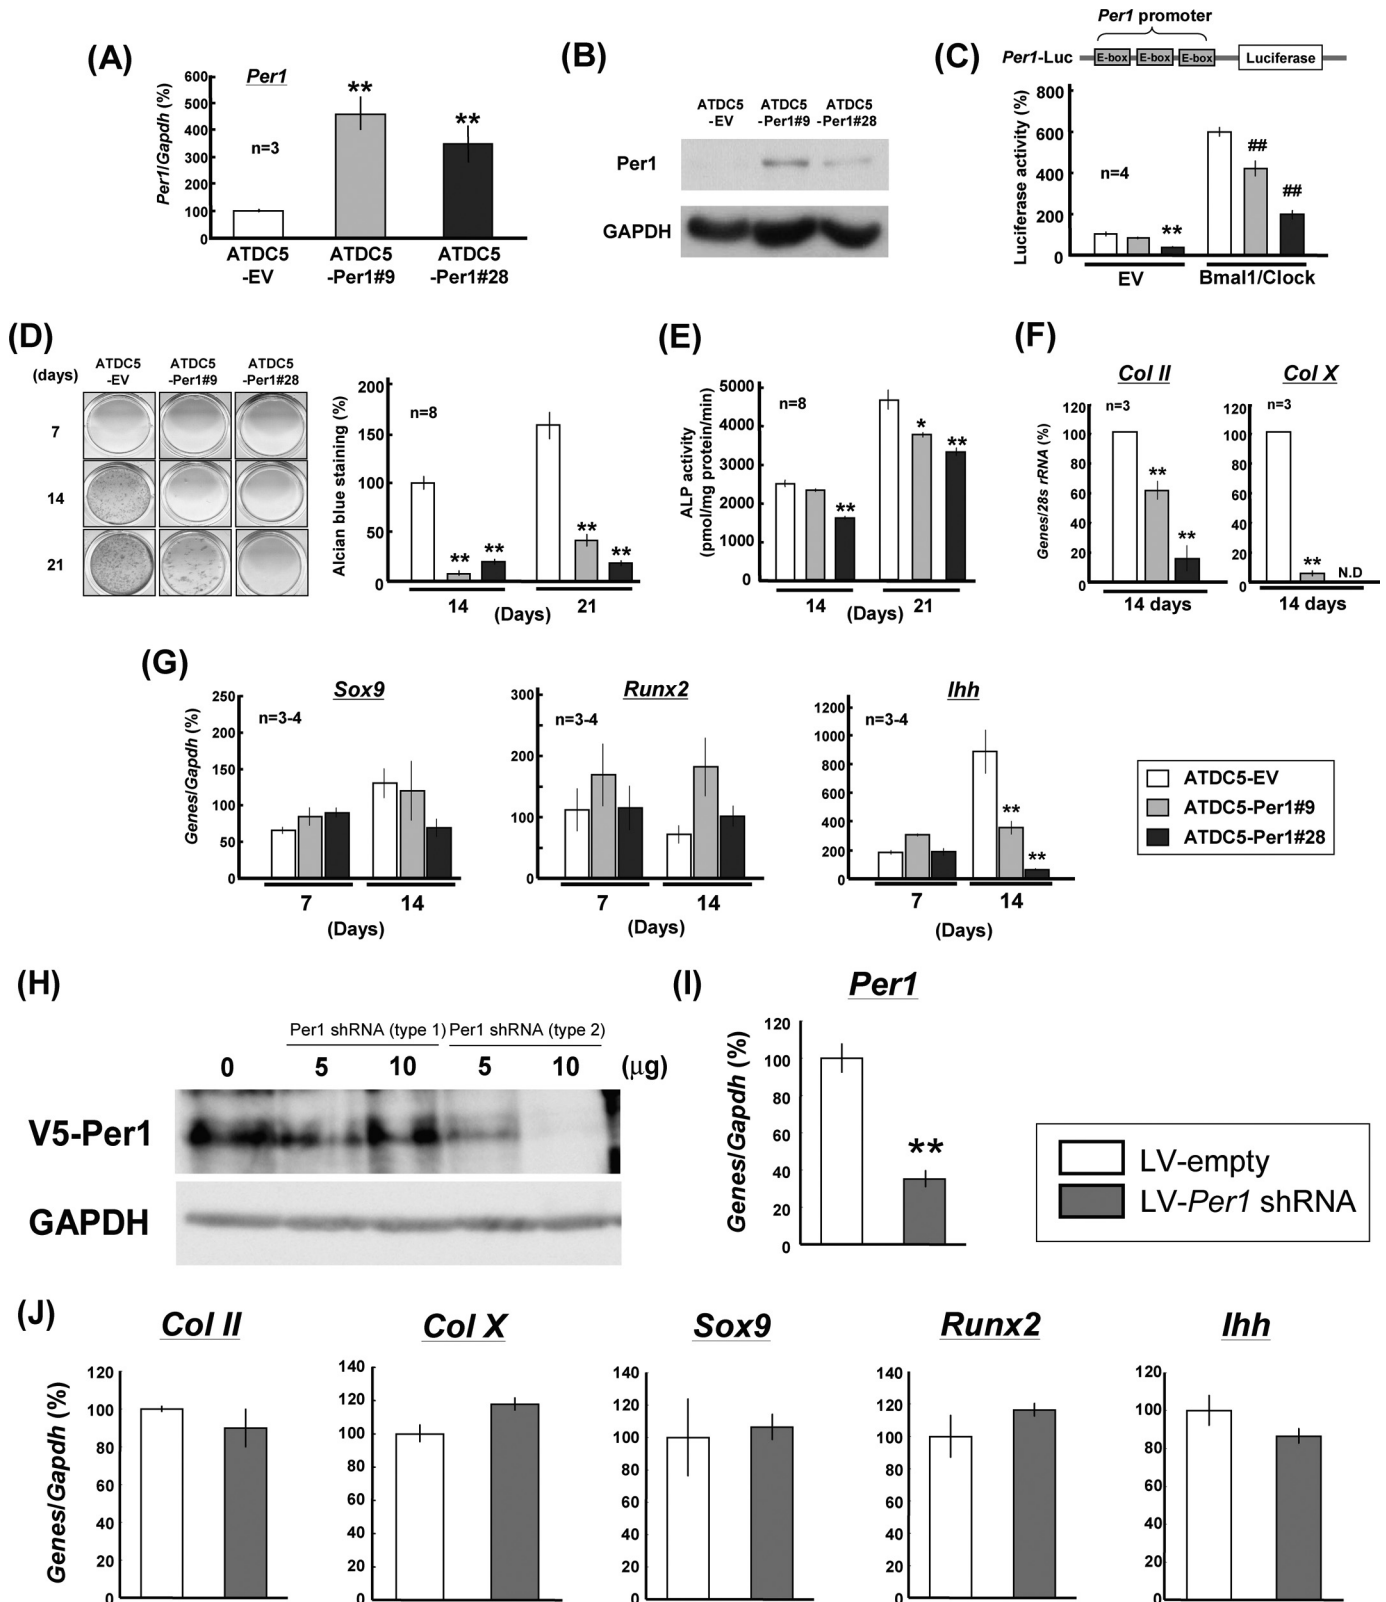 (A)
Per1
Per1/Gapdh (%)
600
500
400
300
200
100
0
n=3
**
**
ATDC5
-EV
ATDC5
-Per1#9
ATDC5
-Per1#28
(B)
ATDC5
-EV
ATDC5
-Per1#9
ATDC5
-Per1#28
Per1
GAPDH
(C)
Per1 promoter
Per1-Luc
E-box
E-box
E-box
Luciferase
Luciferase activity (%)
800
600
400
200
0
n=4
**
##
##
EV
Bmal1/Clock
(D)
(days)
ATDC5
-EV
ATDC5
-Per1#9
ATDC5
-Per1#28
7
14
21
Alcian blue staining (%)
200
150
100
50
0
n=8
**
**
**
**
14
21
(Days)
(E)
ALP activity
(pmol/mg protein/min)
5000
4000
3000
2000
1000
0
n=8
**
*
**
14
21
(Days)
(F)
Col II
Genes/28s rRNA (%)
120
100
80
60
40
20
0
n=3
**
**
14 days
Col X
120
100
80
60
40
20
0
n=3
**
N.D
14 days
(G)
Sox9
Genes/Gapdh (%)
250
200
150
100
50
0
n=3-4
7
14
(Days)
Runx2
300
200
100
0
n=3-4
7
14
(Days)
Ihh
1200
1000
800
600
400
200
0
n=3-4
**
**
7
14
(Days)
ATDC5-EV
ATDC5-Per1#9
ATDC5-Per1#28
(H)
Per1 shRNA (type 1)
Per1 shRNA (type 2)
0
5
10
5
10
(μg)
V5-Per1
GAPDH
(I)
Per1
Genes/Gapdh (%)
120
100
80
60
40
20
0
**
LV-empty
LV-Per1 shRNA
(J)
Col II
Genes/Gapdh (%)
120
100
80
60
40
20
0
Col X
140
120
100
80
60
40
20
0
Sox9
140
120
100
80
60
40
20
0
Runx2
140
120
100
80
60
40
20
0
Ihh
120
100
80
60
40
20
0